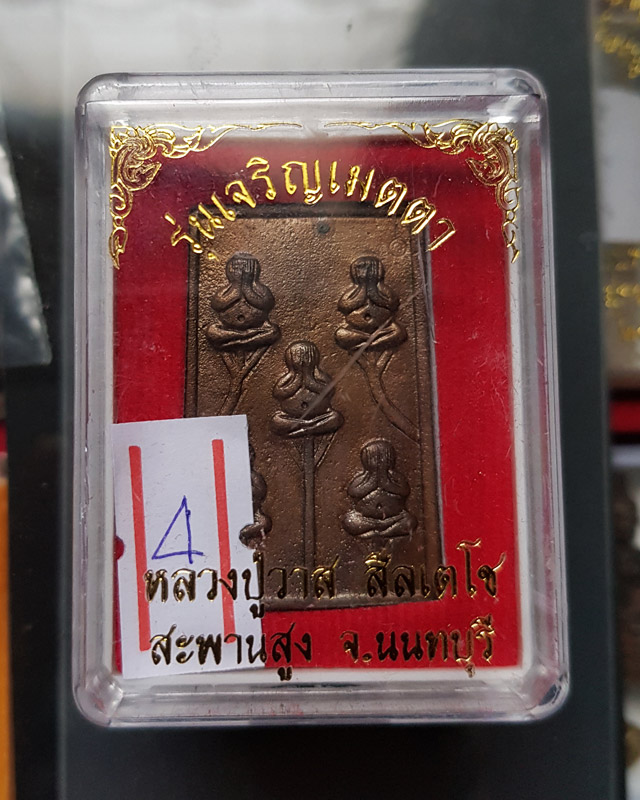 รุ่นเจริญเมตตา
4
หลวงปู่วาส สีลเตโช
สะพานสูง จ.นนทบุรี